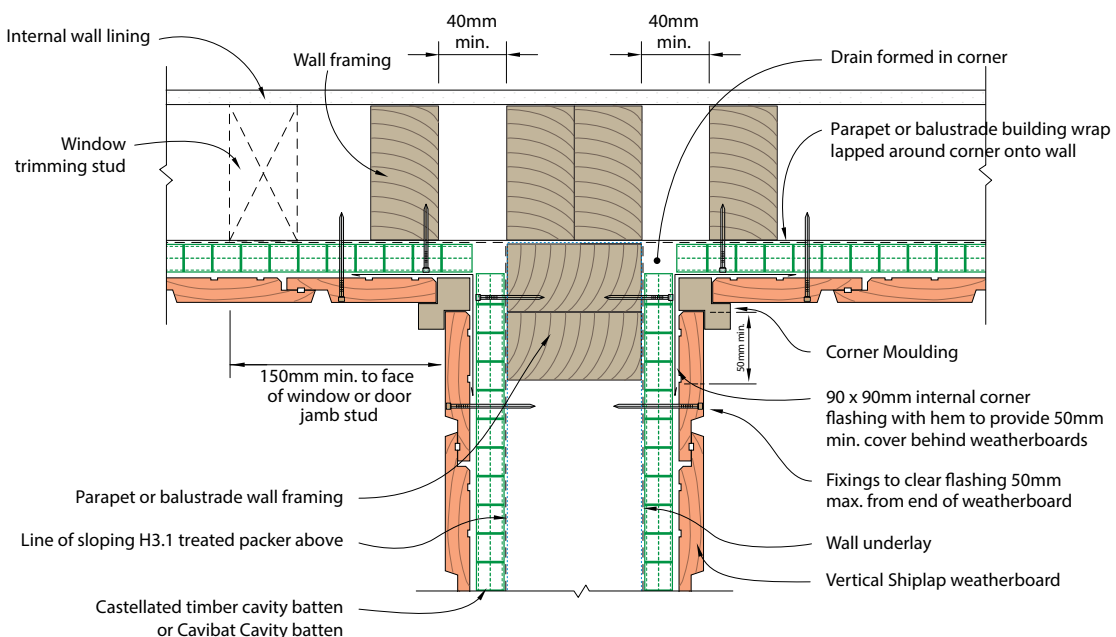 40mm
min.
40mm
min.
Internal wall lining
Wall framing
Drain formed in corner
Window
trimming stud
Parapet or balustrade building wrap
lapped around corner onto wall
50mm min.
Corner Moulding
150mm min. to face
of window or door
jamb stud
90 x 90mm internal corner
flashing with hem to provide 50mm
min. cover behind weatherboards
Fixings to clear flashing 50mm
max. from end of weatherboard
Parapet or balustrade wall framing
Line of sloping H3.1 treated packer above
Wall underlay
Vertical Shiplap weatherboard
Castellated timber cavity batten
or Cavibat Cavity batten